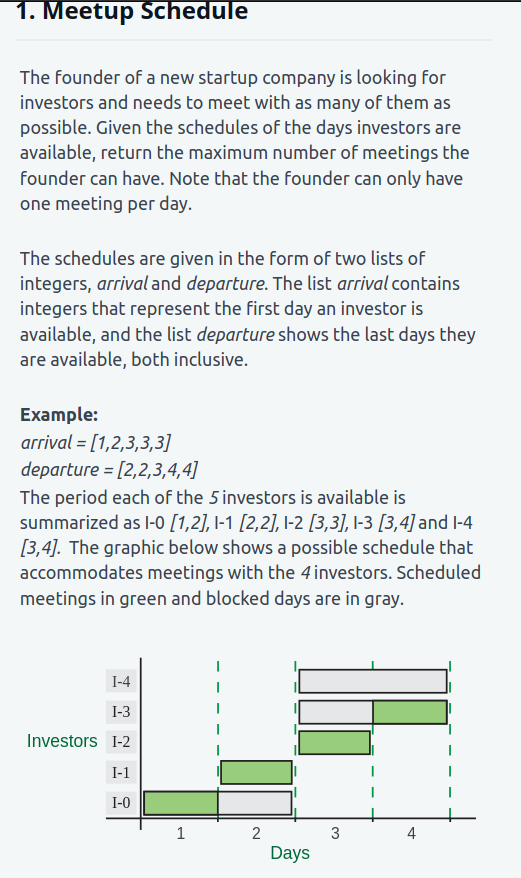 1. Meetup Schedule
The founder of a new startup company is looking for
investors and needs to meet with as many of them as
possible. Given the schedules of the days investors are
available, return the maximum number of meetings the
founder can have. Note that the founder can only have
one meeting per day.
The schedules are given in the form of two lists of
integers, arrival and departure. The list arrival contains
integers that represent the first day an investor is
available, and the list departure shows the last days they
are available, both inclusive.
Example:
arrival = [1,2,3,3,3]
departure = [2,2,3,4,4]
The period each of the 5 investors is available is
summarized as I-0 [1,2], I-1 [2,2], I-2 [3,3], I-3 [3,4] and I-4
[3,4]. The graphic below shows a possible schedule that
accommodates meetings with the 4 investors. Scheduled
meetings in green and blocked days are in gray.
I-4
I-3
Investors I-2
I-1
I-0
1 2 3 4
Days